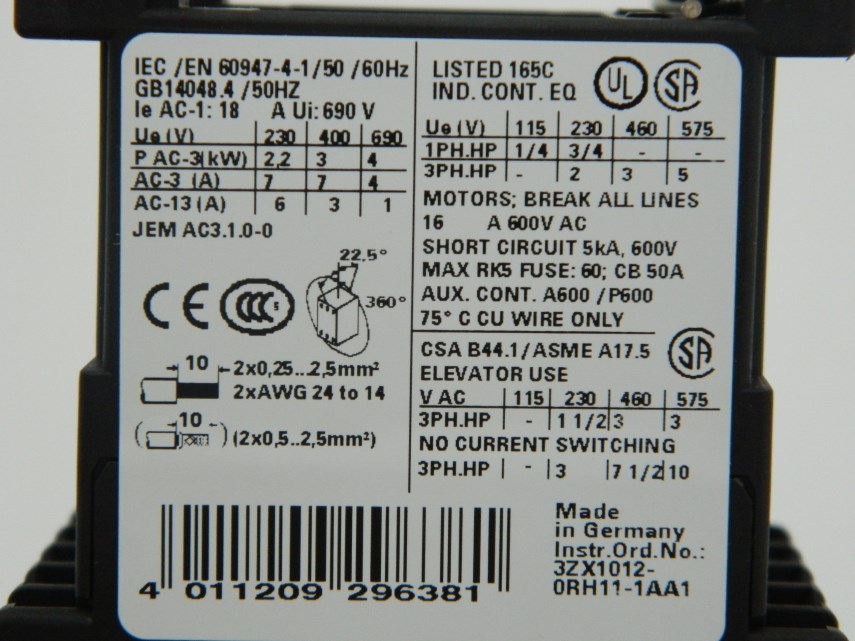 IEC /EN 60947-4-1/50 /60Hz
GB14048.4 /50HZ
Ie AC-1: 18 A Ui: 690 V
Ue (V) 230 400 690
P AC-3(kW) 2,2 3 4
AC-3 (A) 7 7 4
AC-13 (A) 6 3 1
JEM AC3.1.0-0
22.5°
360°
CE CCC S
10
2x0,25...2,5mm²
2xAWG 24 to 14
10
(2x0,5..2,5mm²)
LISTED 165C
IND. CONT. EQ
UL SA
Ue (V) 115 230 460 575
1PH.HP 1/4 3/4 - -
3PH.HP - 2 3 5
MOTORS; BREAK ALL LINES
16 A 600V AC
SHORT CIRCUIT 5kA, 600V
MAX RK5 FUSE: 60; CB 50A
AUX. CONT. A600 /P600
75° C CU WIRE ONLY
CSA B44.1/ASME A17.5
ELEVATOR USE
SA
V AC 115 230 460 575
3PH.HP - 1 1/2 3 3
NO CURRENT SWITCHING
3PH.HP - 3 7 1/2 10
4 011209 296381
Made
in Germany
Instr.Ord.No.:
3ZX1012-
0RH11-1AA1